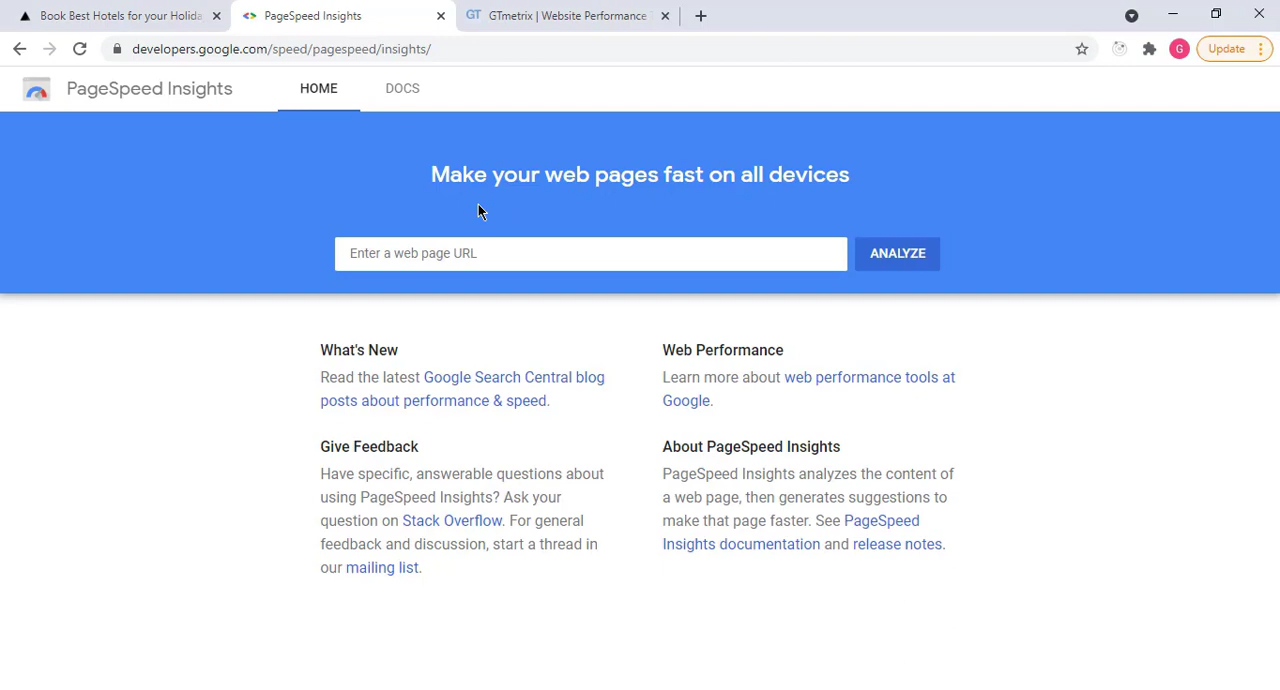 Book Best Hotels for your Holida
PageSpeed Insights
GT GTmetrix | Website Performance T
developers.google.com/speed/pagespeed/insights/
G
Update
PageSpeed Insights
HOME
DOCS
Make your web pages fast on all devices
Enter a web page URL
ANALYZE
What's New
Read the latest Google Search Central blog
posts about performance & speed.
Web Performance
Learn more about web performance tools at
Google.
Give Feedback
Have specific, answerable questions about
using PageSpeed Insights? Ask your
question on Stack Overflow. For general
feedback and discussion, start a thread in
our mailing list.
About PageSpeed Insights
PageSpeed Insights analyzes the content of
a web page, then generates suggestions to
make that page faster. See PageSpeed
Insights documentation and release notes.